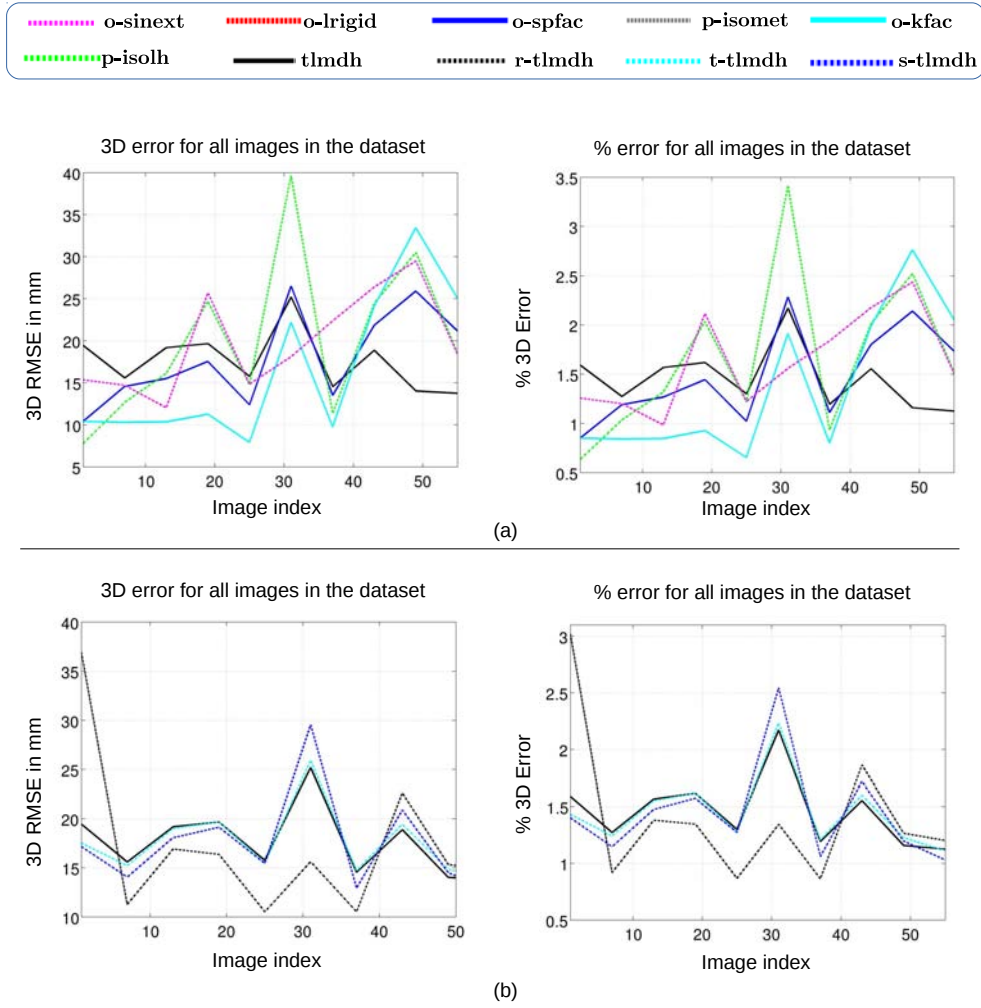 o-sinext o-lrigid o-spfac p-isomet o-kfac
p-isolh tlmdh r-tlmdh t-tlmdh s-tlmdh
3D error for all images in the dataset
3D RMSE in mm
40
35
30
25
20
15
10
5
10 20 30 40 50
Image index
% error for all images in the dataset
% 3D Error
3.5
3
2.5
2
1.5
1
0.5
10 20 30 40 50
Image index
(a)
3D error for all images in the dataset
3D RMSE in mm
40
35
30
25
20
15
10
10 20 30 40 50
Image index
% error for all images in the dataset
% 3D Error
3
2.5
2
1.5
1
0.5
10 20 30 40 50
Image index
(b)